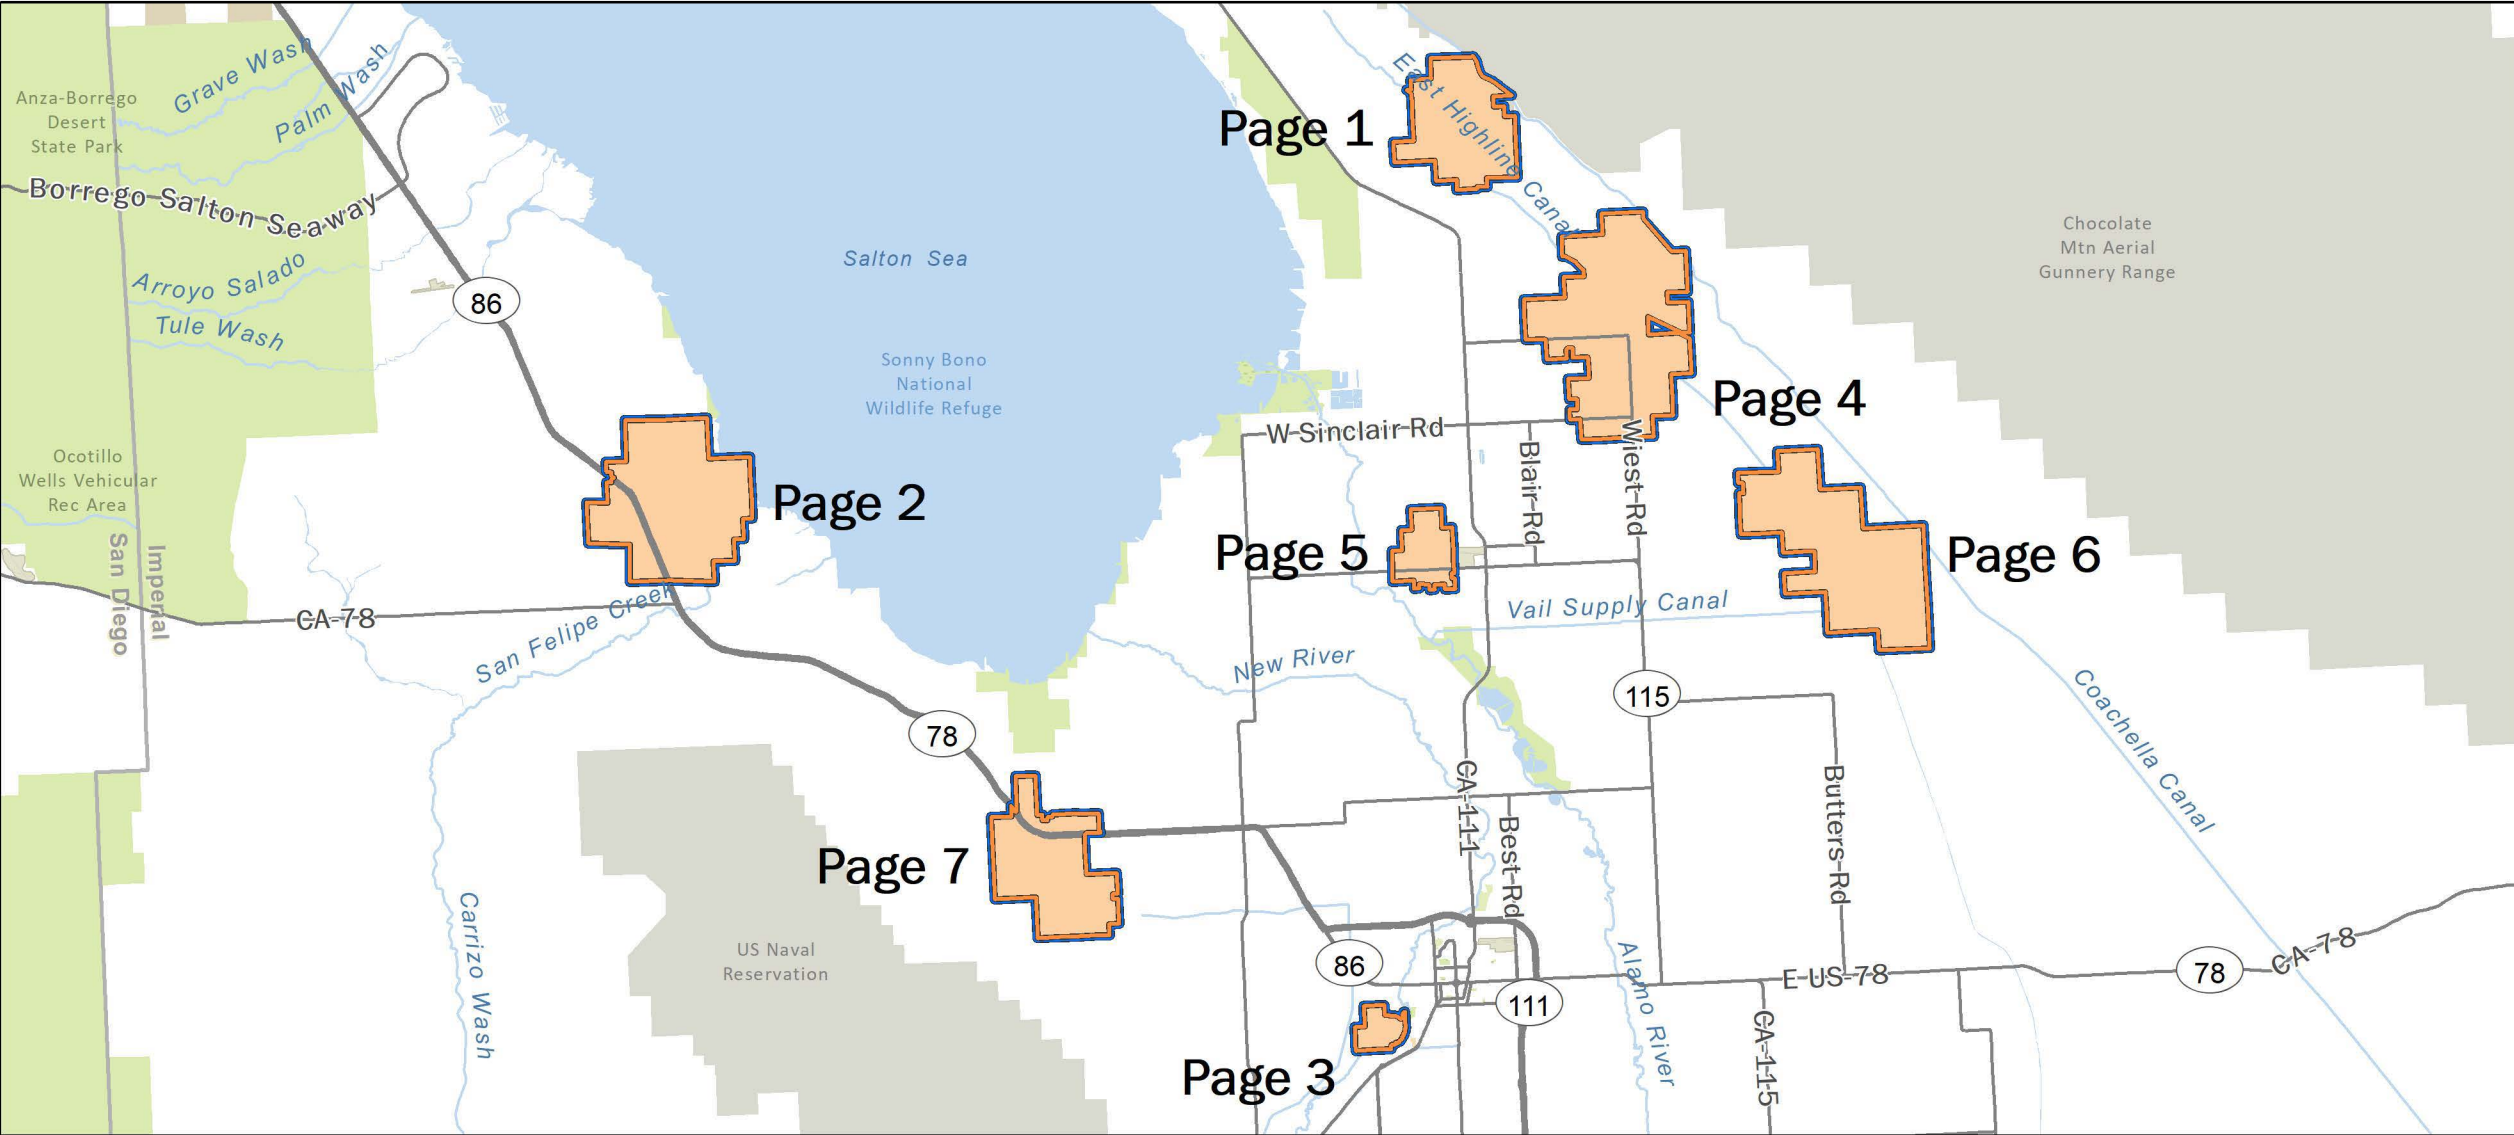 Grave Wash
Palm Wash
Anza-Borrego
Desert
State Park
Borrego Salton Seaway
Arroyo Salado
Tule Wash
86
Ocotillo
Wells Vehicular
Rec Area
San Diego
Imperial
CA-78
San Felipe Creek
Carrizo Wash
Page 2
Salton Sea
Sonny Bono
National
Wildlife Refuge
78
US Naval
Reservation
Page 7
Page 1
East Highline Canal
Chocolate
Mtn Aerial
Gunnery Range
Page 4
W Sinclair Rd
Blair Rd
Wiest Rd
Page 5
Page 6
Vail Supply Canal
New River
115
Coachella Canal
CA-111
Best Rd
Butters Rd
Alamo River
86
111
E US-78
78
CA-78
CA-115
Page 3